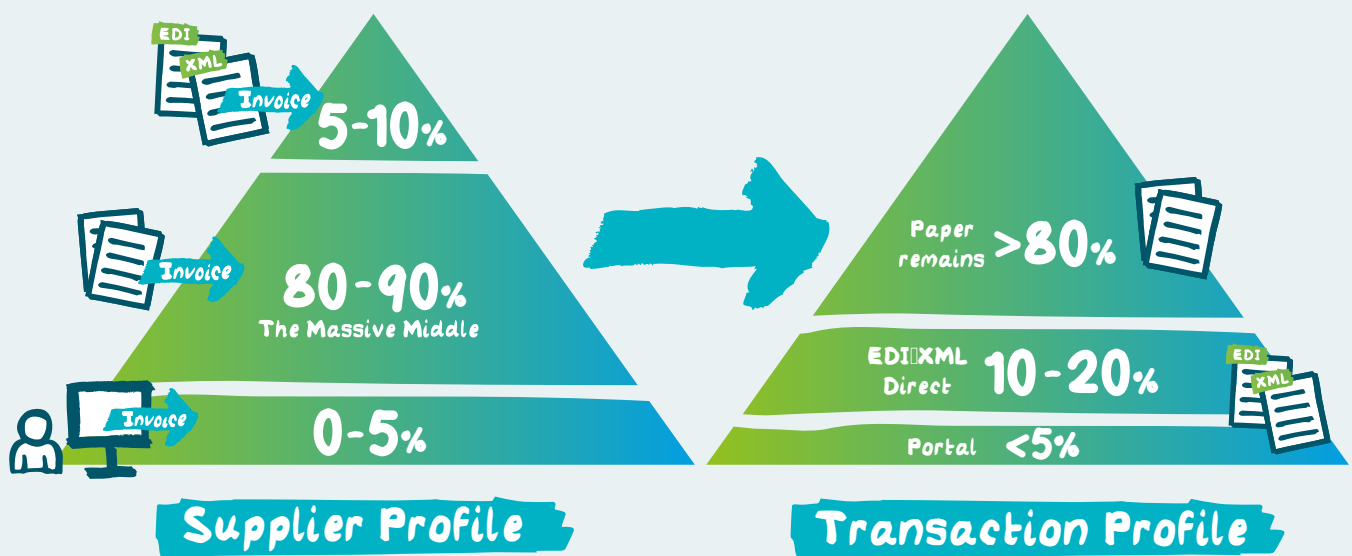 EDI
XML
Invoice
5-10%
Invoice
80-90%
The Massive Middle
Invoice
0-5%
Supplier Profile
Paper
remains >80%
EDI▯XML
Direct 10-20%
EDI
XML
Portal <5%
Transaction Profile